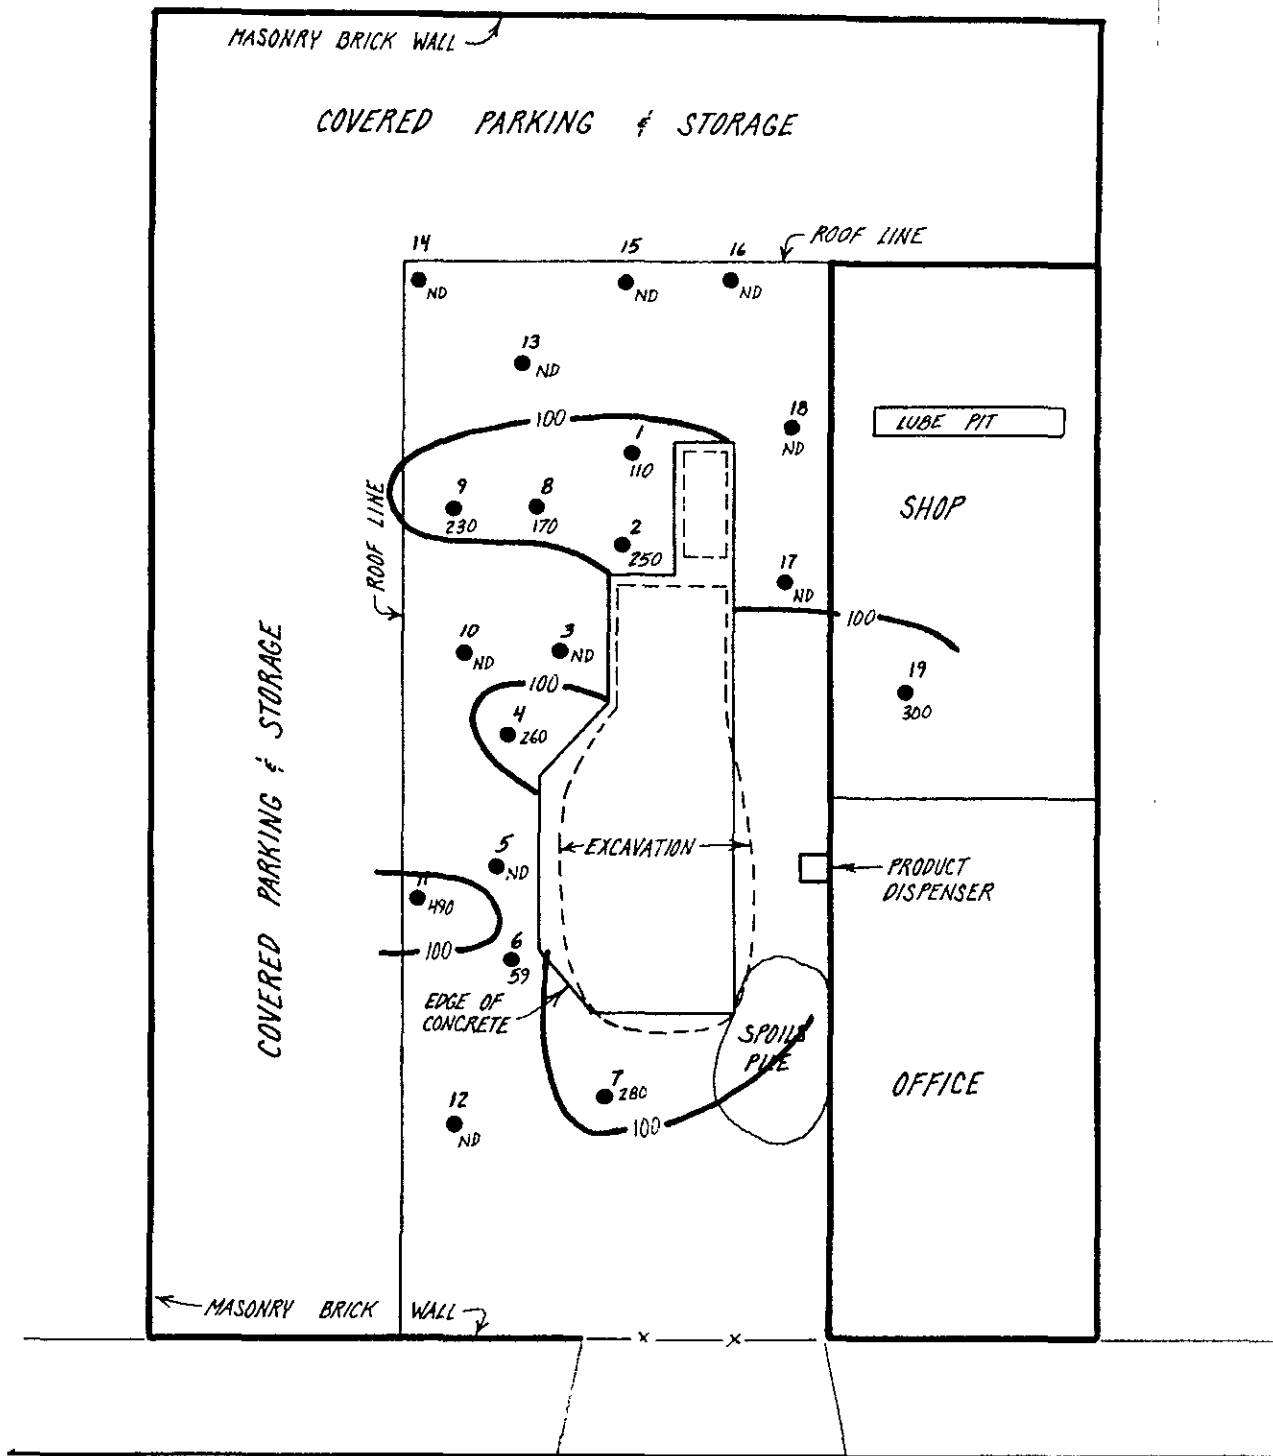 MASONRY BRICK WALL
COVERED PARKING & STORAGE
ROOF LINE
14
ND
15
ND
16
ND
13
ND
100
1
110
18
ND
LUBE PIT
SHOP
ROOF LINE
9
230
8
170
2
250
17
ND
100
10
ND
3
ND
100
4
260
19
300
COVERED PARKING & STORAGE
EXCAVATION
5
ND
11
490
100
6
59
PRODUCT
DISPENSER
EDGE OF
CONCRETE
SPOILS
PILE
7
280
100
12
ND
OFFICE
MASONRY BRICK WALL
x x